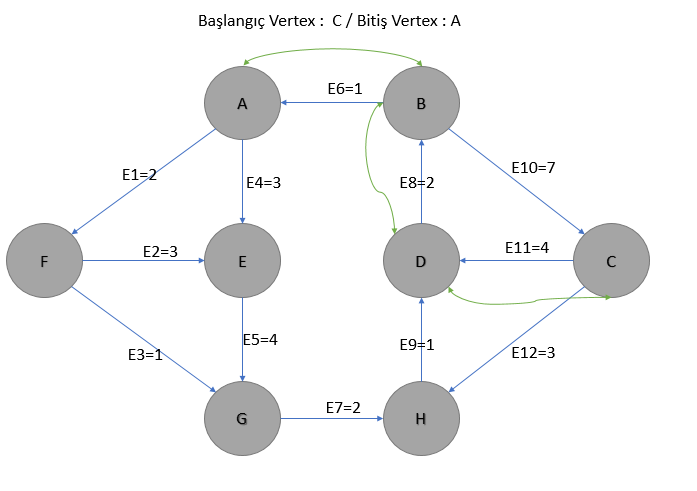 Başlangıç Vertex : C / Bitiş Vertex : A
A
E6=1
B
E1=2
E4=3
E8=2
E10=7
F
E2=3
E
D
E11=4
C
E3=1
E5=4
E9=1
E12=3
G
E7=2
H